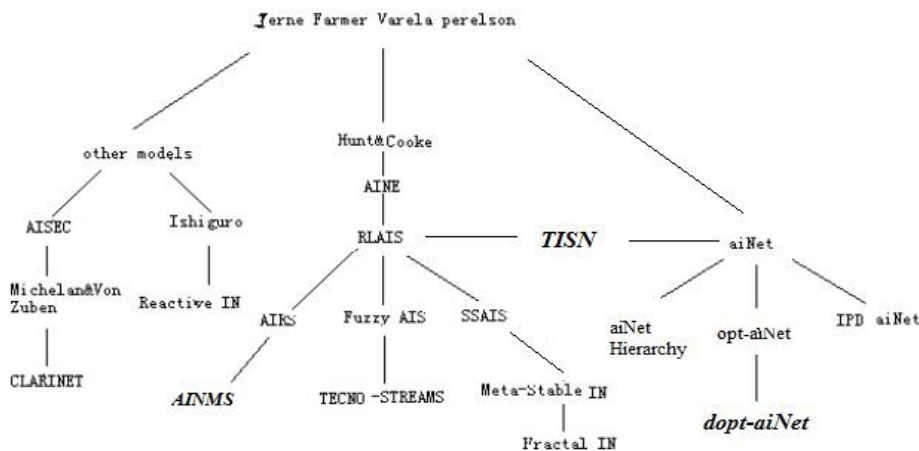 Jerne Farmer Varela perelson
Hunt&Cooke
other models
AINE
AISEC
Ishiguro
RLAIS
TISN
aiNet
Michelan&Von
Zuben
Reactive IN
AIRS
Fuzzy AIS
SSAIS
aiNet
Hierarchy
opt-aiNet
IPD aiNet
CLARINET
AINMS
TECNO-STREAMS
Meta-Stable IN
dopt-aiNet
Fractal IN